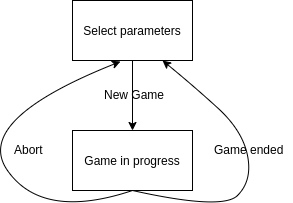 Select parameters
New Game
Abort
Game ended
Game in progress